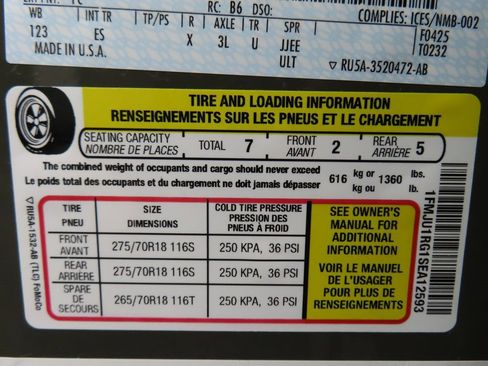 RC: B6 DSO:
WB INT TR TP/PS R AXLE TR SPR
COMPLIES: ICES/NMB-002
123 ES X 3L U JJEE
F0425
T0232
MADE IN U.S.A.
ULT
▽ RU5A-3520472-AB
TIRE AND LOADING INFORMATION
RENSEIGNEMENTS SUR LES PNEUS ET LE CHARGEMENT
SEATING CAPACITY
NOMBRE DE PLACES
TOTAL 7
FRONT
AVANT 2
REAR
ARRIÈRE 5
The combined weight of occupants and cargo should never exceed
Le poids total des occupants et du chargement ne doit jamais dépasser
616 kg or 1360 lbs.
kg ou lb.
TIRE
PNEU
SIZE
DIMENSIONS
COLD TIRE PRESSURE
PRESSION DES
PNEUS À FROID
FRONT
AVANT
275/70R18 116S
250 KPA, 36 PSI
REAR
ARRIÈRE
275/70R18 116S
250 KPA, 36 PSI
SPARE
DE SECOURS
265/70R18 116T
250 KPA, 36 PSI
SEE OWNER'S
MANUAL FOR
ADDITIONAL
INFORMATION
VOIR LE MANUEL
DE L'USAGER
POUR PLUS DE
RENSEIGNEMENTS
▽ RU5A-1532-AB (TLC) FoMoCo
1FMJU1RG1SEA12593